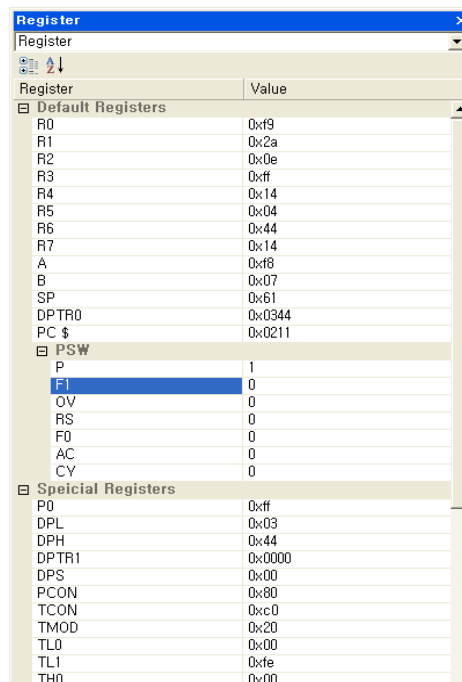 Register
Register
Register Value
Default Registers
R0 0xf9
R1 0x2a
R2 0x0e
R3 0xff
R4 0x14
R5 0x04
R6 0x44
R7 0x14
A 0xf8
B 0x07
SP 0x61
DPTR0 0x0344
PC $ 0x0211
PS₩
P 1
F1 0
OV 0
RS 0
F0 0
AC 0
CY 0
Speicial Registers
P0 0xff
DPL 0x03
DPH 0x44
DPTR1 0x0000
DPS 0x00
PCON 0x80
TCON 0xc0
TMOD 0x20
TL0 0x00
TL1 0xfe
TH0 0x00